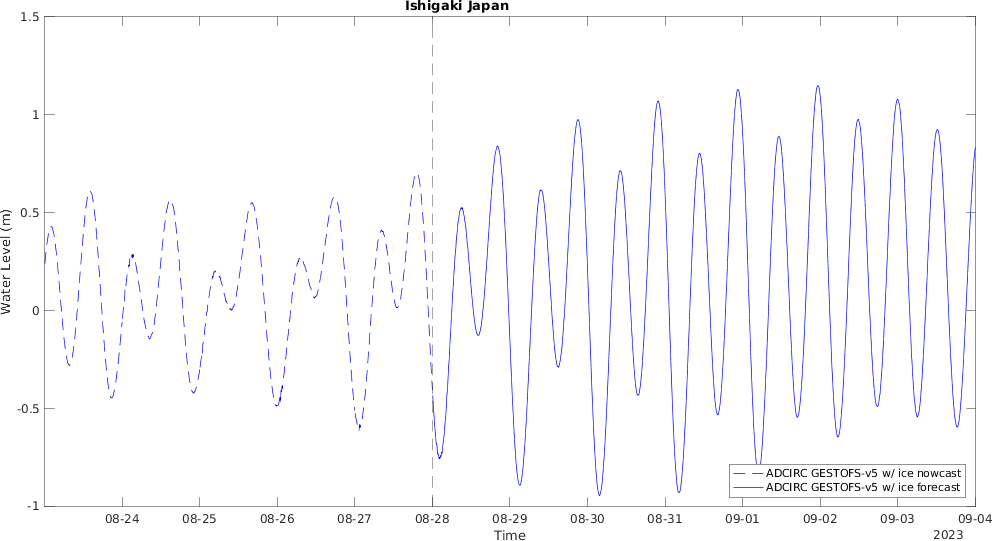 Ishigaki Japan
1.5
1
0.5
0
-0.5
-1
Water Level (m)
08-24 08-25 08-26 08-27 08-28 08-29 08-30 08-31 09-01 09-02 09-03 09-04
Time
2023
ADCIRC GESTOFS-v5 w/ ice nowcast
ADCIRC GESTOFS-v5 w/ ice forecast